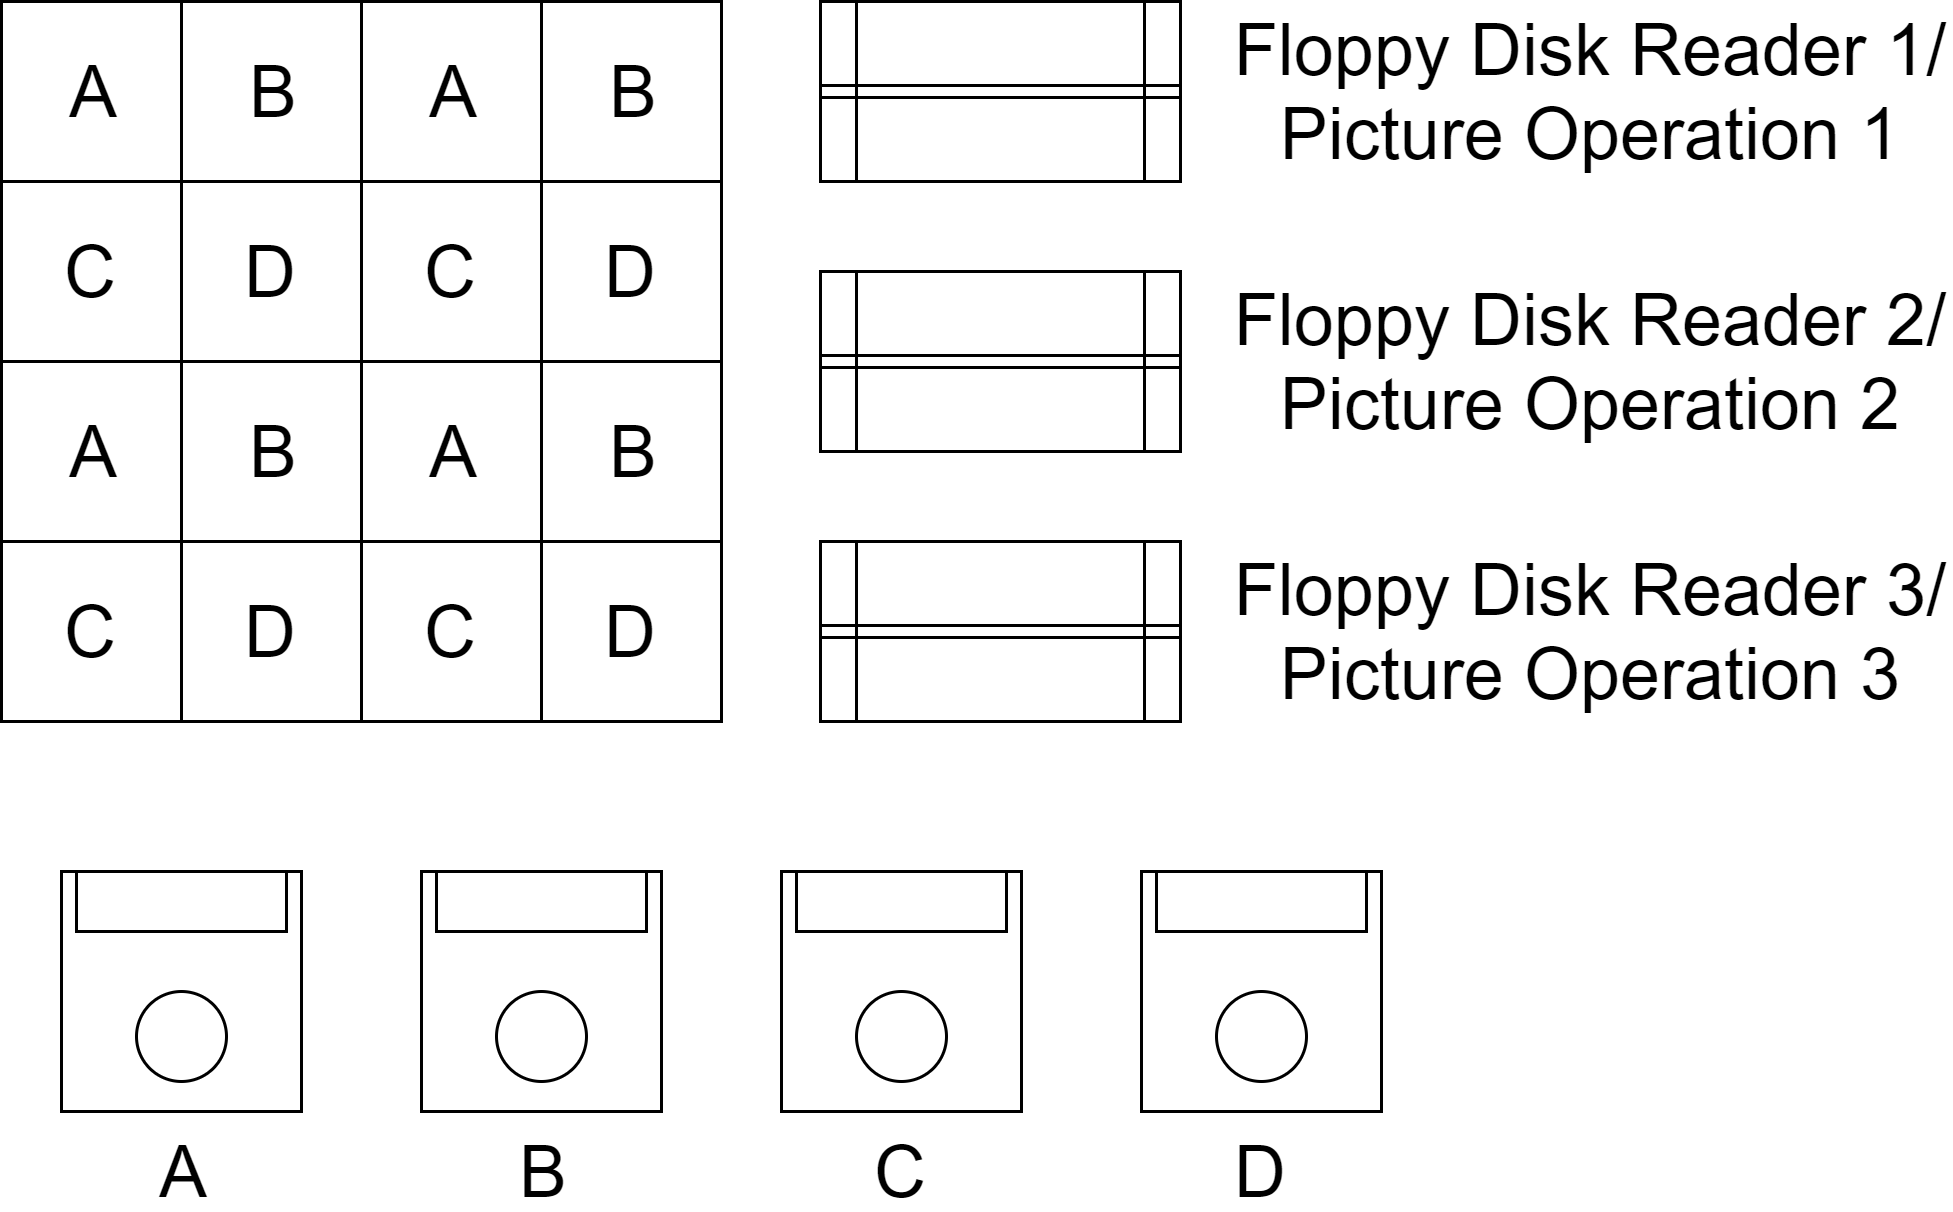 A B A B
Floppy Disk Reader 1/
Picture Operation 1
C D C D
Floppy Disk Reader 2/
Picture Operation 2
A B A B
C D C D
Floppy Disk Reader 3/
Picture Operation 3
A B C D